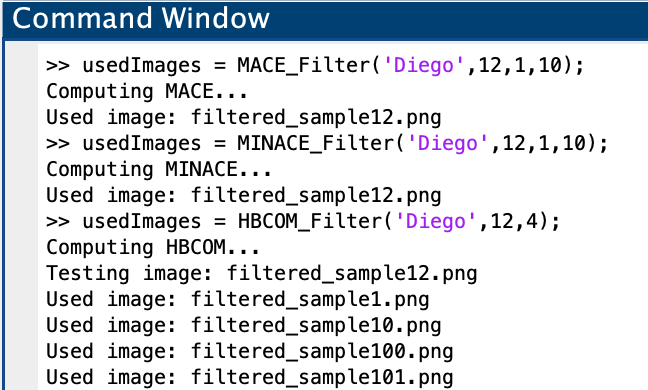 Command Window
>> usedImages = MACE_Filter('Diego',12,1,10);
Computing MACE...
Used image: filtered_sample12.png
>> usedImages = MINACE_Filter('Diego',12,1,10);
Computing MINACE...
Used image: filtered_sample12.png
>> usedImages = HBCOM_Filter('Diego',12,4);
Computing HBCOM...
Testing image: filtered_sample12.png
Used image: filtered_sample1.png
Used image: filtered_sample10.png
Used image: filtered_sample100.png
Used image: filtered_sample101.png